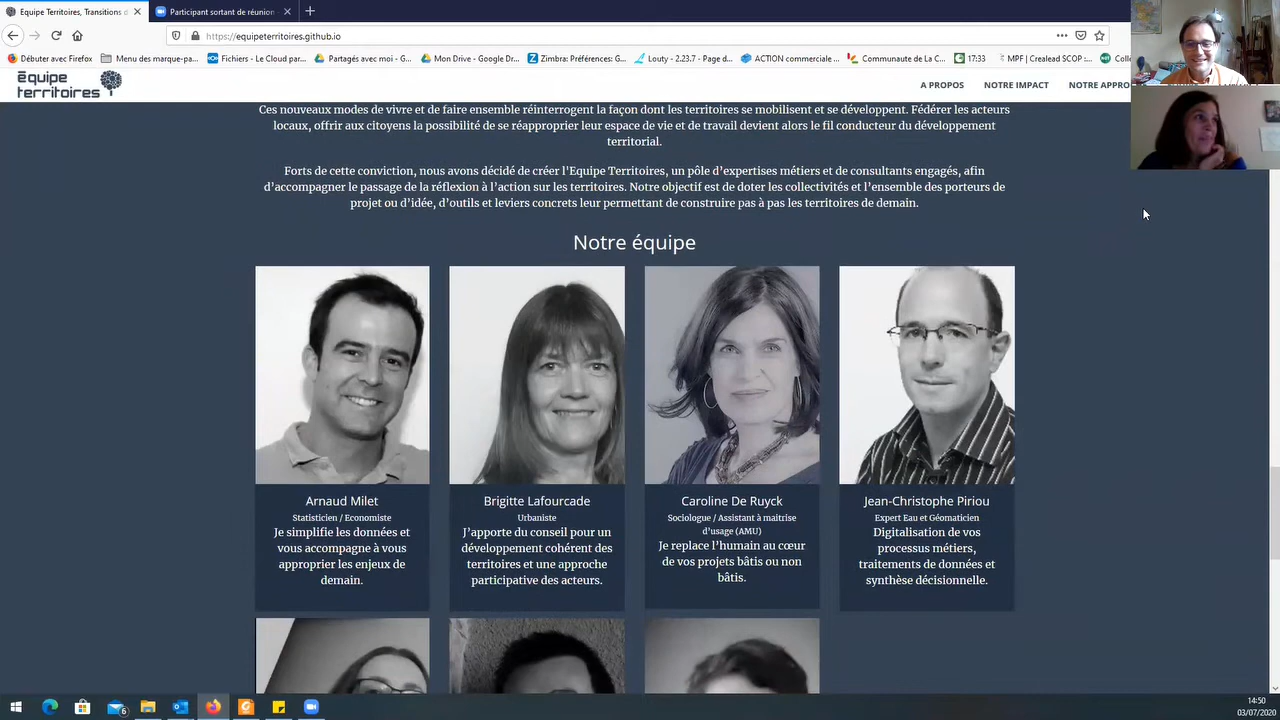 Equipe Territoires, Transitions d
Participant sortant de réunion -
https://equipeterritoires.github.io
Débuter avec Firefox
Menu des marque-pa...
Fichiers - Le Cloud par...
Partagés avec moi - G...
Mon Drive - Google Dr...
Zimbra: Préférences: G...
Louty - 2.23.7 - Page d...
ACTION commerciale ...
Communaute de La C...
17:33
MPF | Crealead SCOP :...
Colle
équipe
territoires
A PROPOS
NOTRE IMPACT
NOTRE APPRO
Ces nouveaux modes de vivre et de faire ensemble réinterrogent la façon dont les territoires se mobilisent et se développent. Fédérer les acteurs
locaux, offrir aux citoyens la possibilité de se réapproprier leur espace de vie et de travail devient alors le fil conducteur du développement
territorial.
Forts de cette conviction, nous avons décidé de créer l'Equipe Territoires, un pôle d'expertises métiers et de consultants engagés, afin
d'accompagner le passage de la réflexion à l'action sur les territoires. Notre objectif est de doter les collectivités et l'ensemble des porteurs de
projet ou d'idée, d'outils et leviers concrets leur permettant de construire pas à pas les territoires de demain.
Notre équipe
Arnaud Milet
Statisticien / Economiste
Je simplifie les données et
vous accompagne à vous
approprier les enjeux de
demain.
Brigitte Lafourcade
Urbaniste
J'apporte du conseil pour un
développement cohérent des
territoires et une approche
participative des acteurs.
Caroline De Ruyck
Sociologue / Assistant à maitrise
d'usage (AMU)
Je replace l'humain au cœur
de vos projets bâtis ou non
bâtis.
Jean-Christophe Piriou
Expert Eau et Géomaticien
Digitalisation de vos
processus métiers,
traitements de données et
synthèse décisionnelle.
14:50
03/07/2020